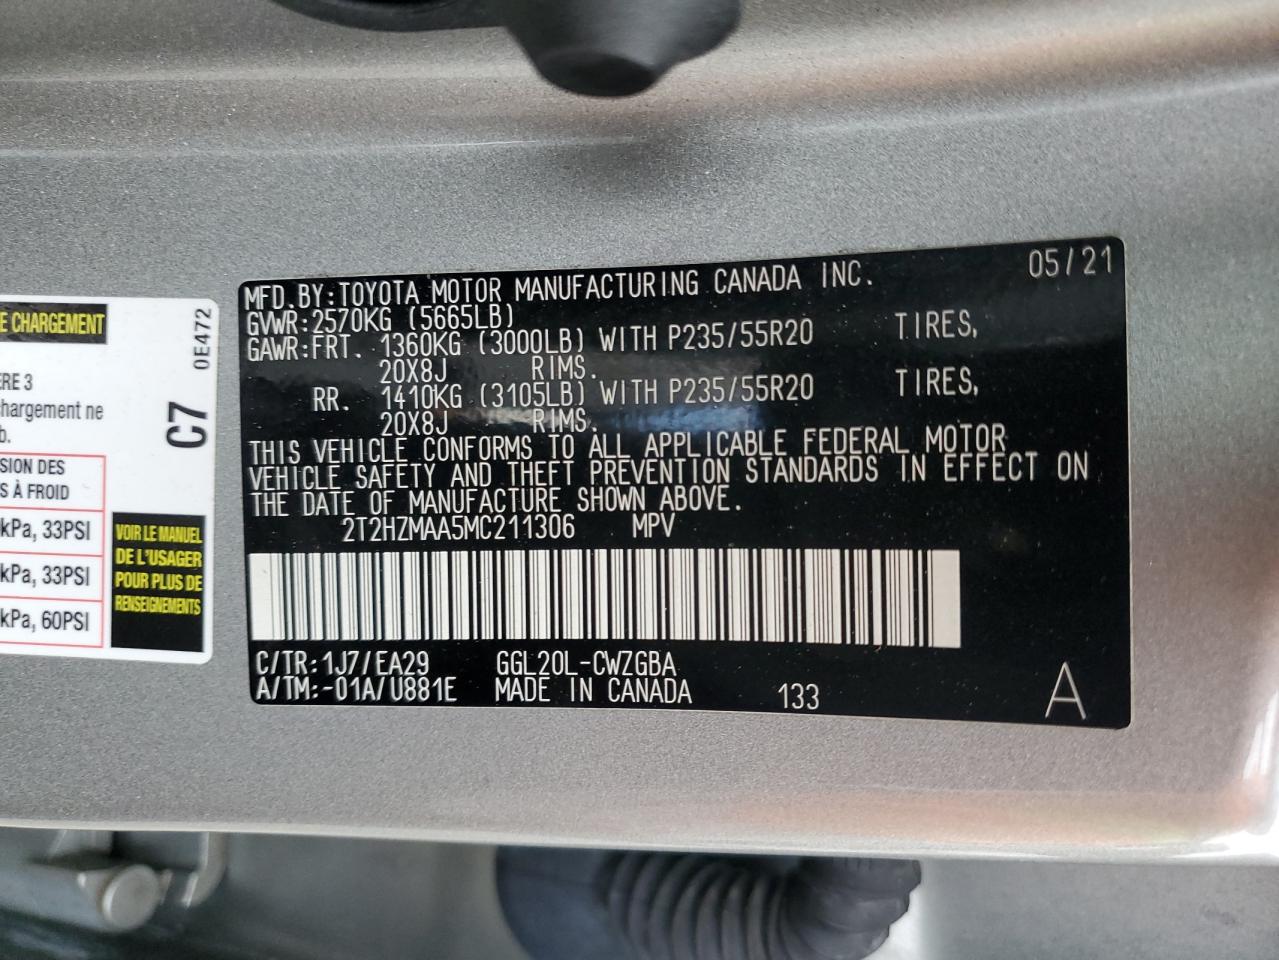 E CHARGEMENT
0E472
ERE 3
chargement ne
b.
C7
SION DES
S À FROID
kPa, 33PSI
kPa, 33PSI
kPa, 60PSI
VOIR LE MANUEL
DE L'USAGER
POUR PLUS DE
RENSEIGNEMENTS
05/21
MFD.BY:TOYOTA MOTOR MANUFACTURING CANADA INC.
GVWR:2570KG (5665LB)
GAWR:FRT. 1360KG (3000LB) WITH P235/55R20 TIRES,
20X8J RIMS.
RR. 1410KG (3105LB) WITH P235/55R20 TIRES,
20X8J RIMS.
THIS VEHICLE CONFORMS TO ALL APPLICABLE FEDERAL MOTOR
VEHICLE SAFETY AND THEFT PREVENTION STANDARDS IN EFFECT ON
THE DATE OF MANUFACTURE SHOWN ABOVE.
2T2HZMAA5MC211306 MPV
C/TR:1J7/EA29 GGL20L-CWZGBA
A/TM:-01A/U881E MADE IN CANADA 133
A